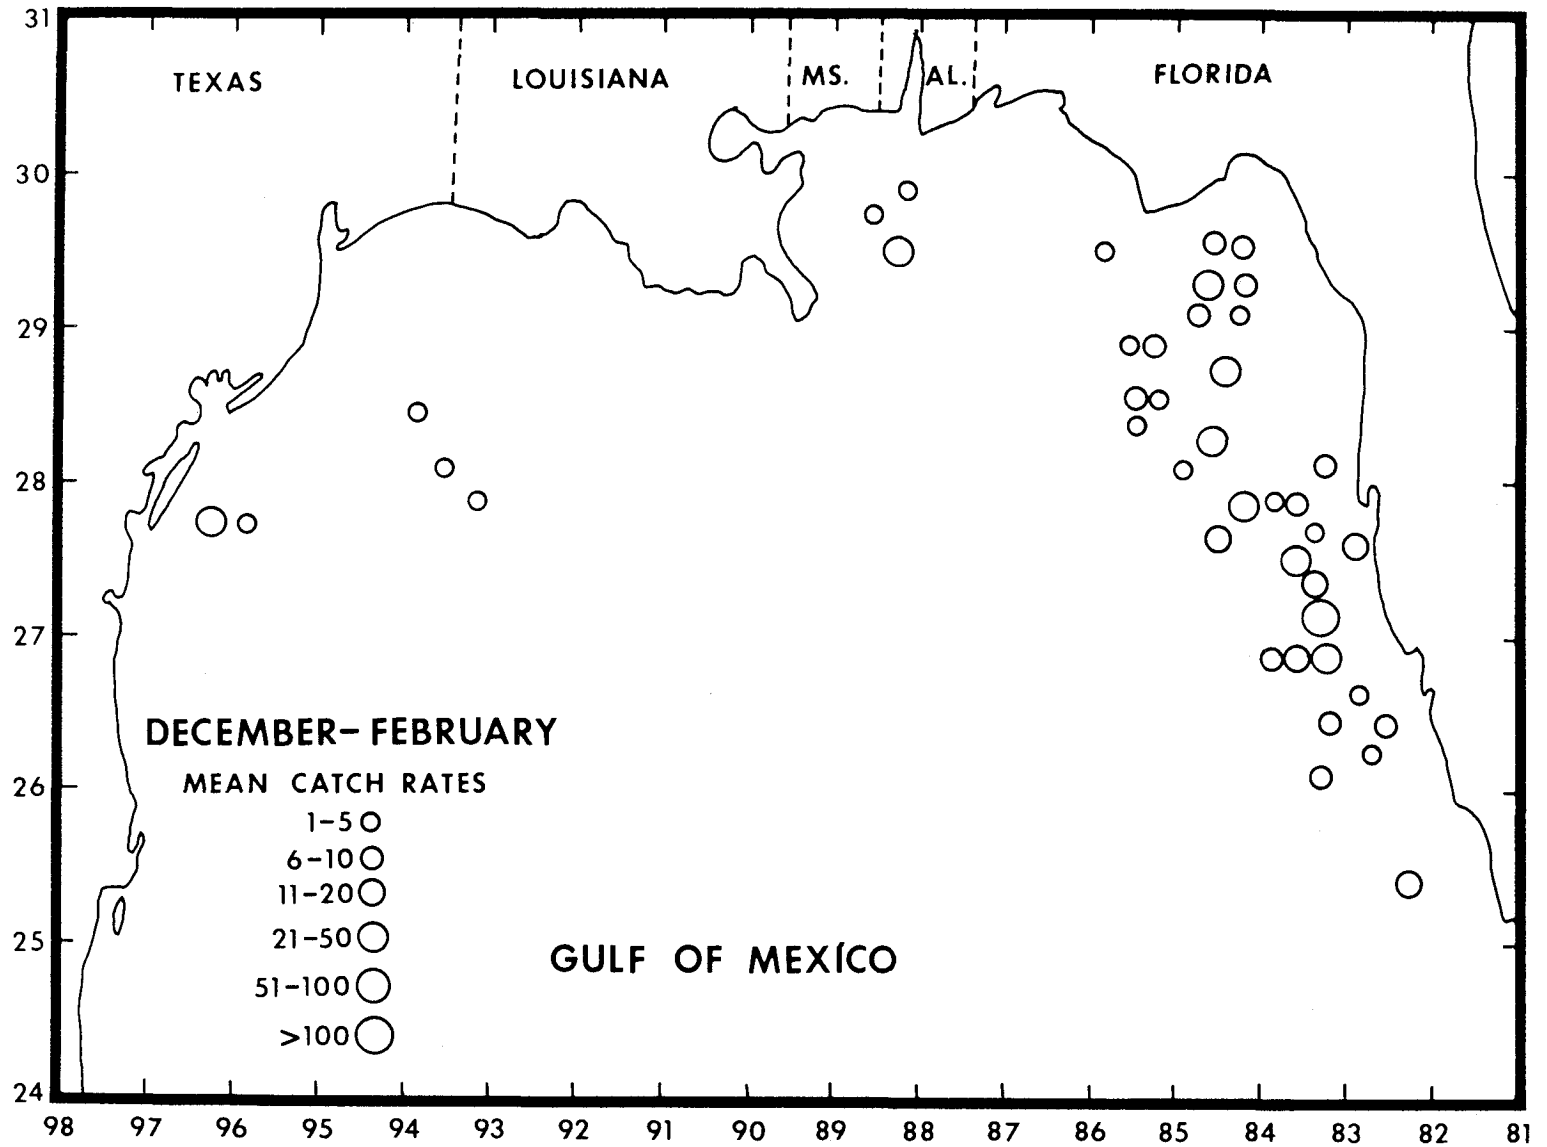 31
TEXAS LOUISIANA MS. AL. FLORIDA
30
29
28
27
DECEMBER-FEBRUARY
MEAN CATCH RATES
26
1-5
6-10
11-20
21-50
25
GULF OF MEXÍCO
51-100
>100
24
98 97 96 95 94 93 92 91 90 89 88 87 86 85 84 83 82 81